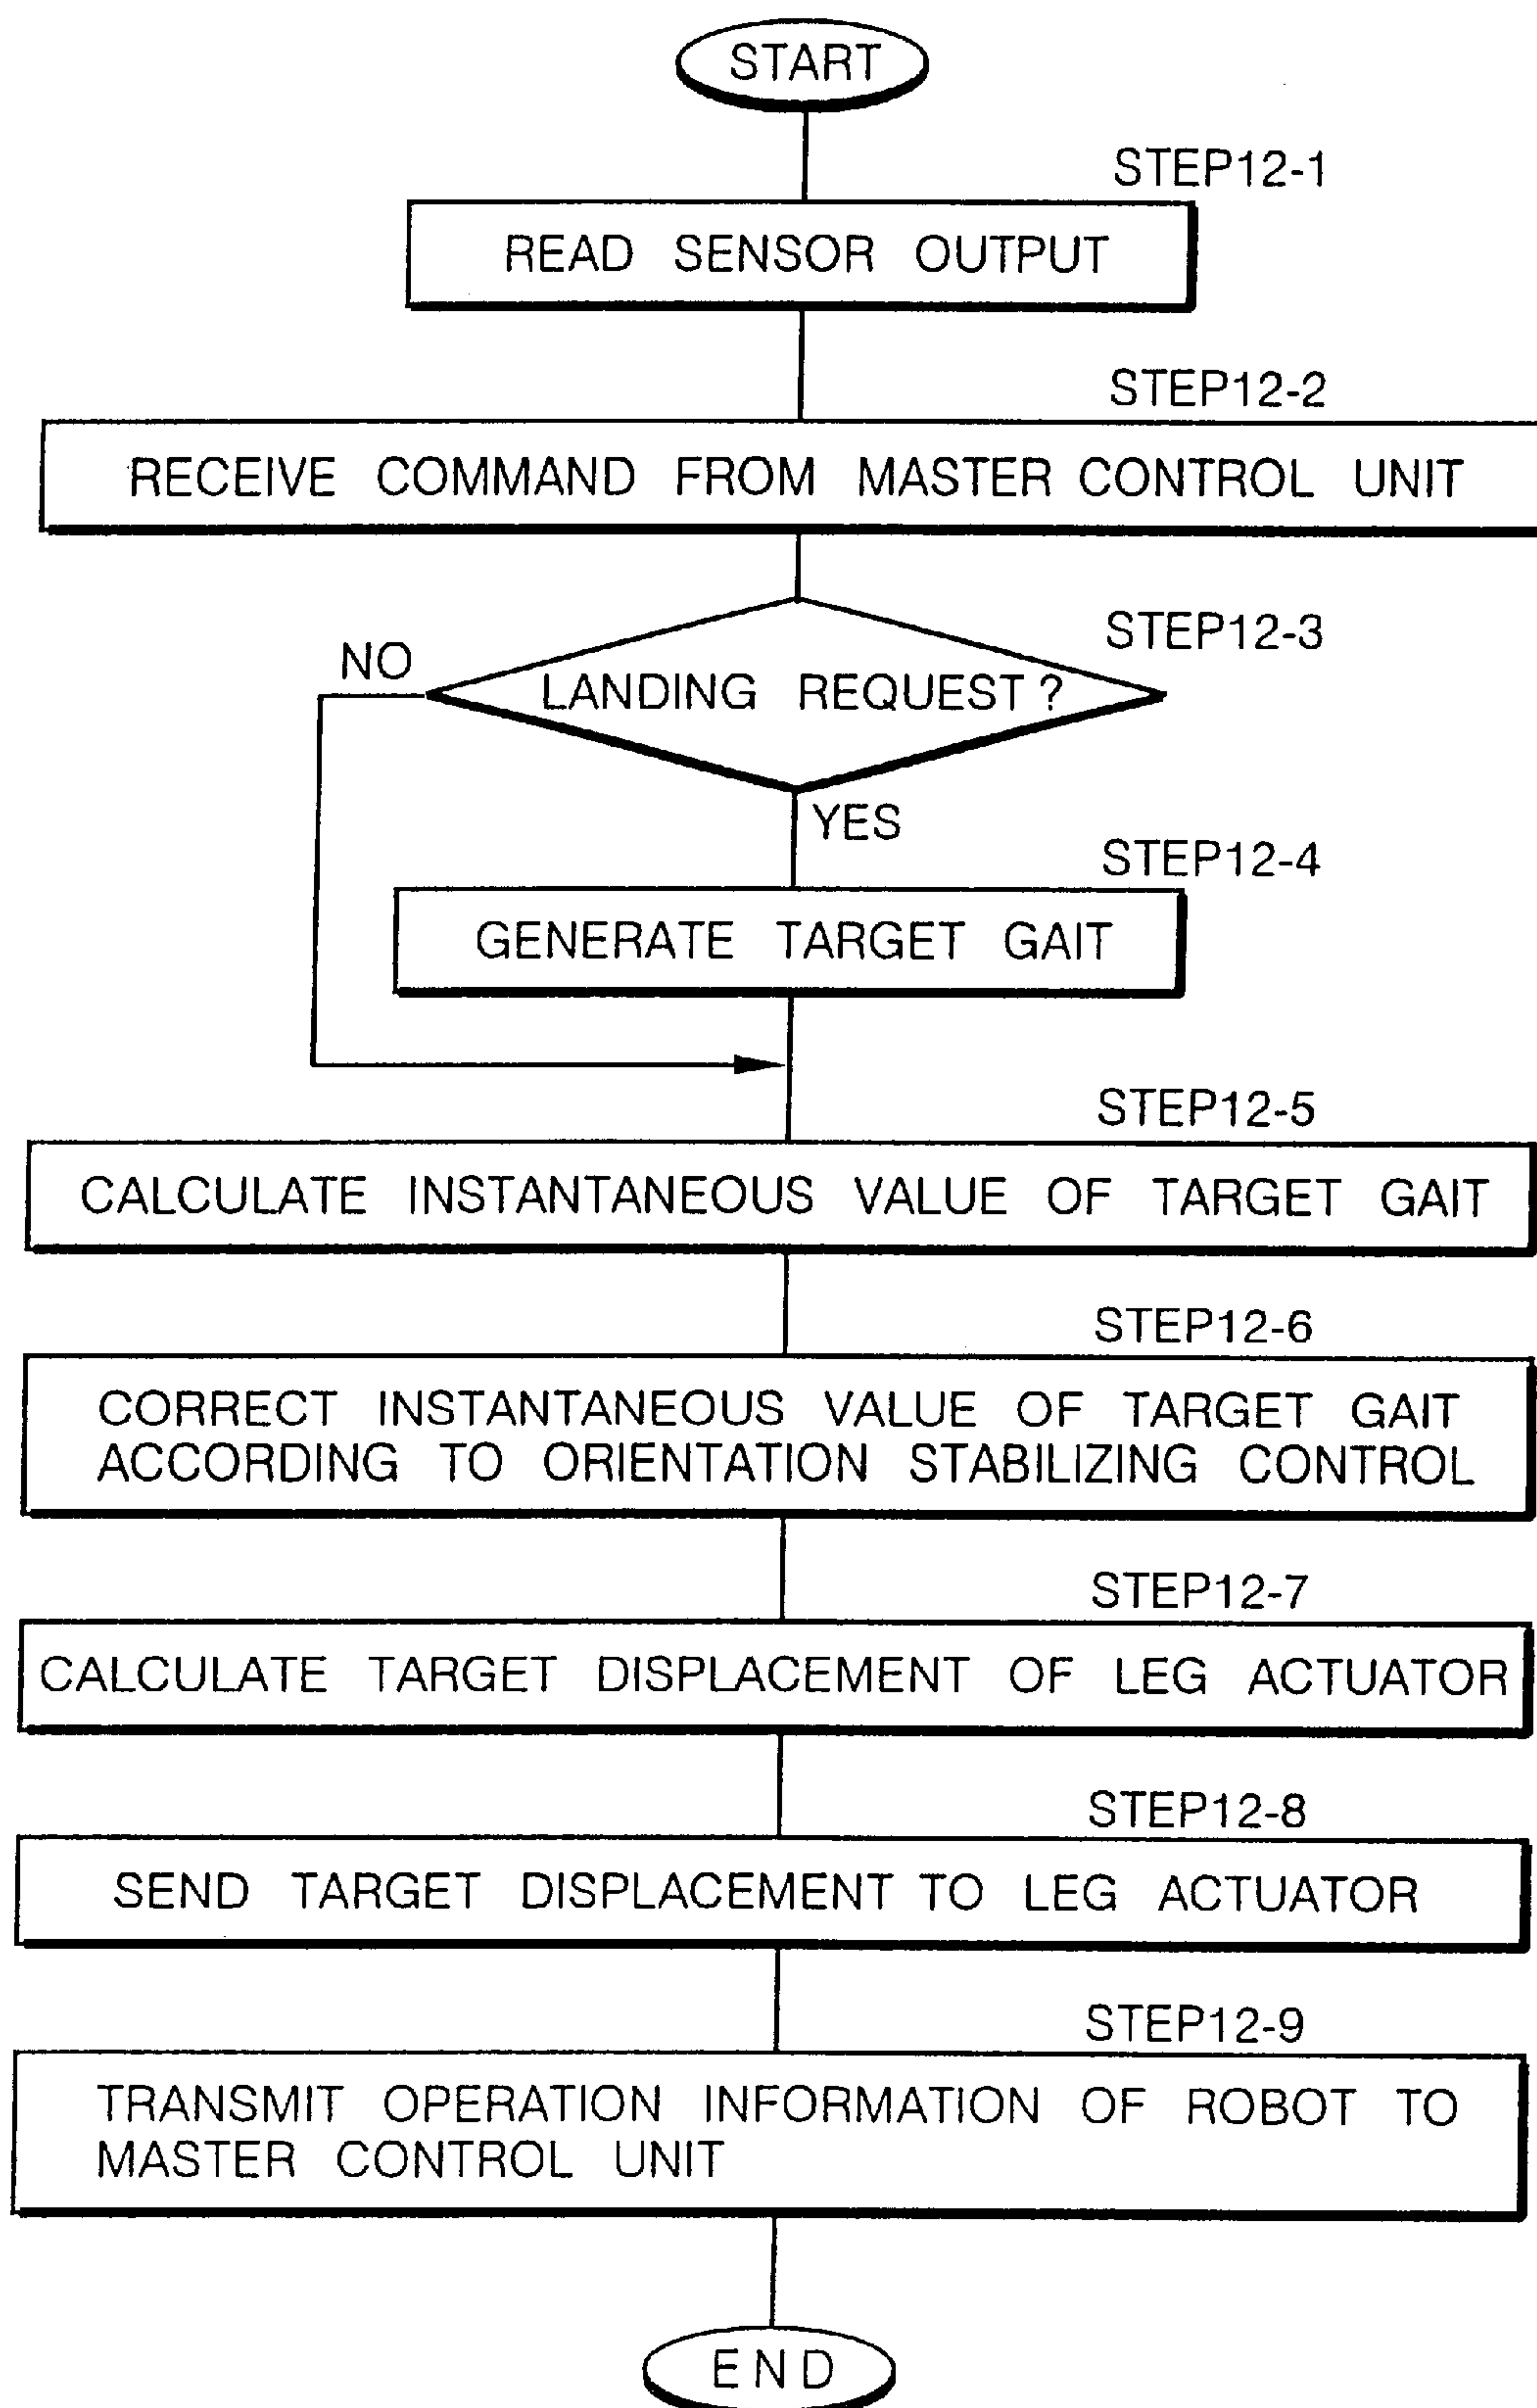 START
STEP12-1
READ SENSOR OUTPUT
STEP12-2
RECEIVE COMMAND FROM MASTER CONTROL UNIT
STEP12-3
NO
LANDING REQUEST?
YES
STEP12-4
GENERATE TARGET GAIT
STEP12-5
CALCULATE INSTANTANEOUS VALUE OF TARGET GAIT
STEP12-6
CORRECT INSTANTANEOUS VALUE OF TARGET GAIT
ACCORDING TO ORIENTATION STABILIZING CONTROL
STEP12-7
CALCULATE TARGET DISPLACEMENT OF LEG ACTUATOR
STEP12-8
SEND TARGET DISPLACEMENT TO LEG ACTUATOR
STEP12-9
TRANSMIT OPERATION INFORMATION OF ROBOT TO
MASTER CONTROL UNIT
END